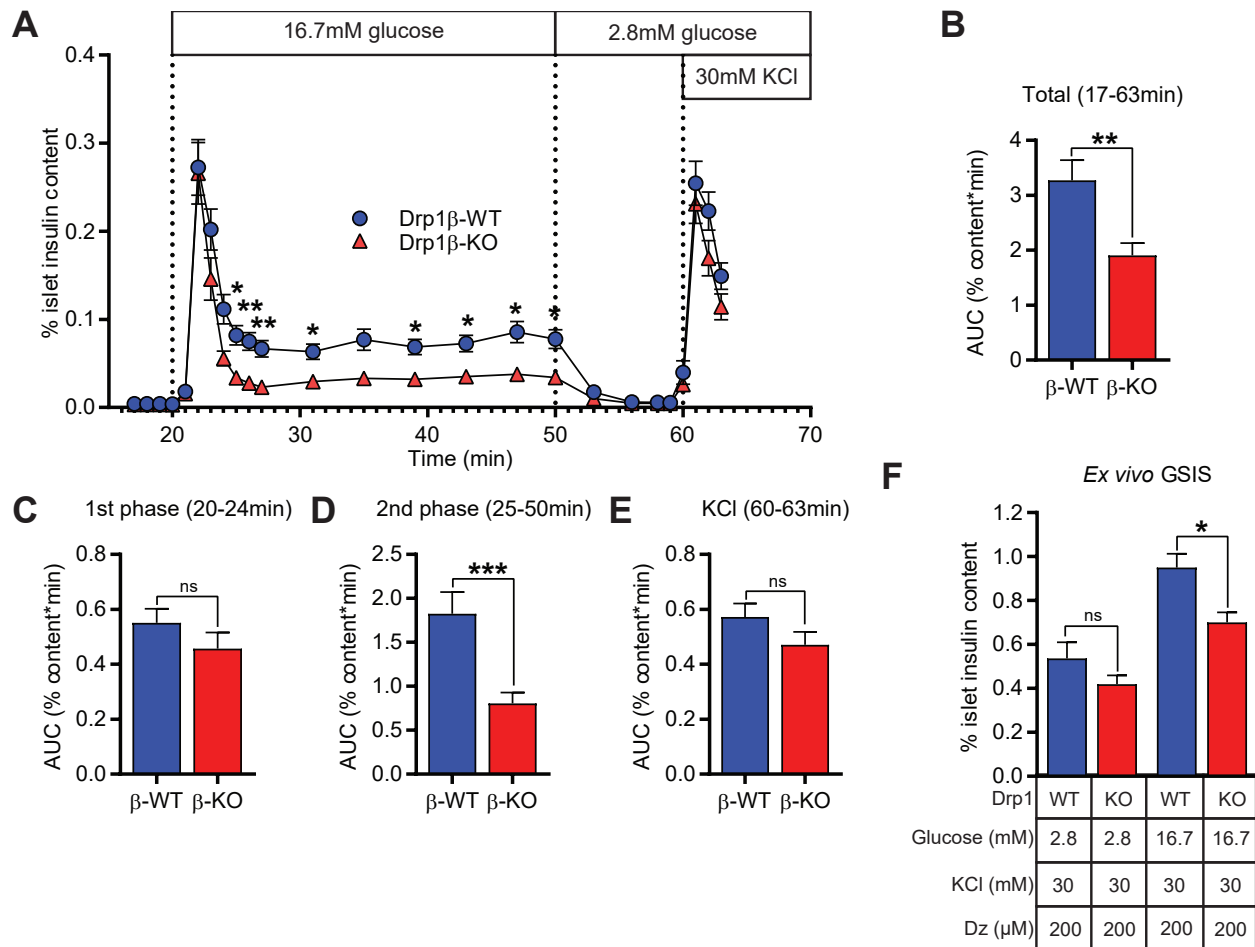 A
16.7mM glucose
2.8mM glucose
30mM KCl
0.4
0.3
0.2
0.1
0.0
% islet insulin content
Drp1β-WT
Drp1β-KO
*
**
**
*
*
*
*
*
20
30
40
50
60
70
Time (min)
B
Total (17-63min)
**
4
3
2
1
0
AUC (% content*min)
β-WT β-KO
C
1st phase (20-24min)
ns
0.8
0.6
0.4
0.2
0.0
AUC (% content*min)
β-WT β-KO
D
2nd phase (25-50min)
***
2.5
2.0
1.5
1.0
0.5
0.0
AUC (% content*min)
β-WT β-KO
E
KCl (60-63min)
ns
0.8
0.6
0.4
0.2
0.0
AUC (% content*min)
β-WT β-KO
F
Ex vivo GSIS
ns
*
1.2
1.0
0.8
0.6
0.4
0.2
0.0
% islet insulin content
Drp1 WT KO WT KO
Glucose (mM) 2.8 2.8 16.7 16.7
KCl (mM) 30 30 30 30
Dz (µM) 200 200 200 200